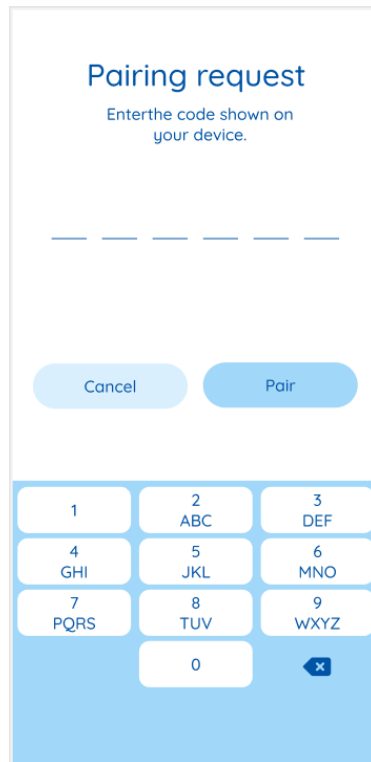 Pairing request
Enterthe code shown on
your device.
Cancel
Pair
1
2
ABC
3
DEF
4
GHI
5
JKL
6
MNO
7
PQRS
8
TUV
9
WXYZ
0